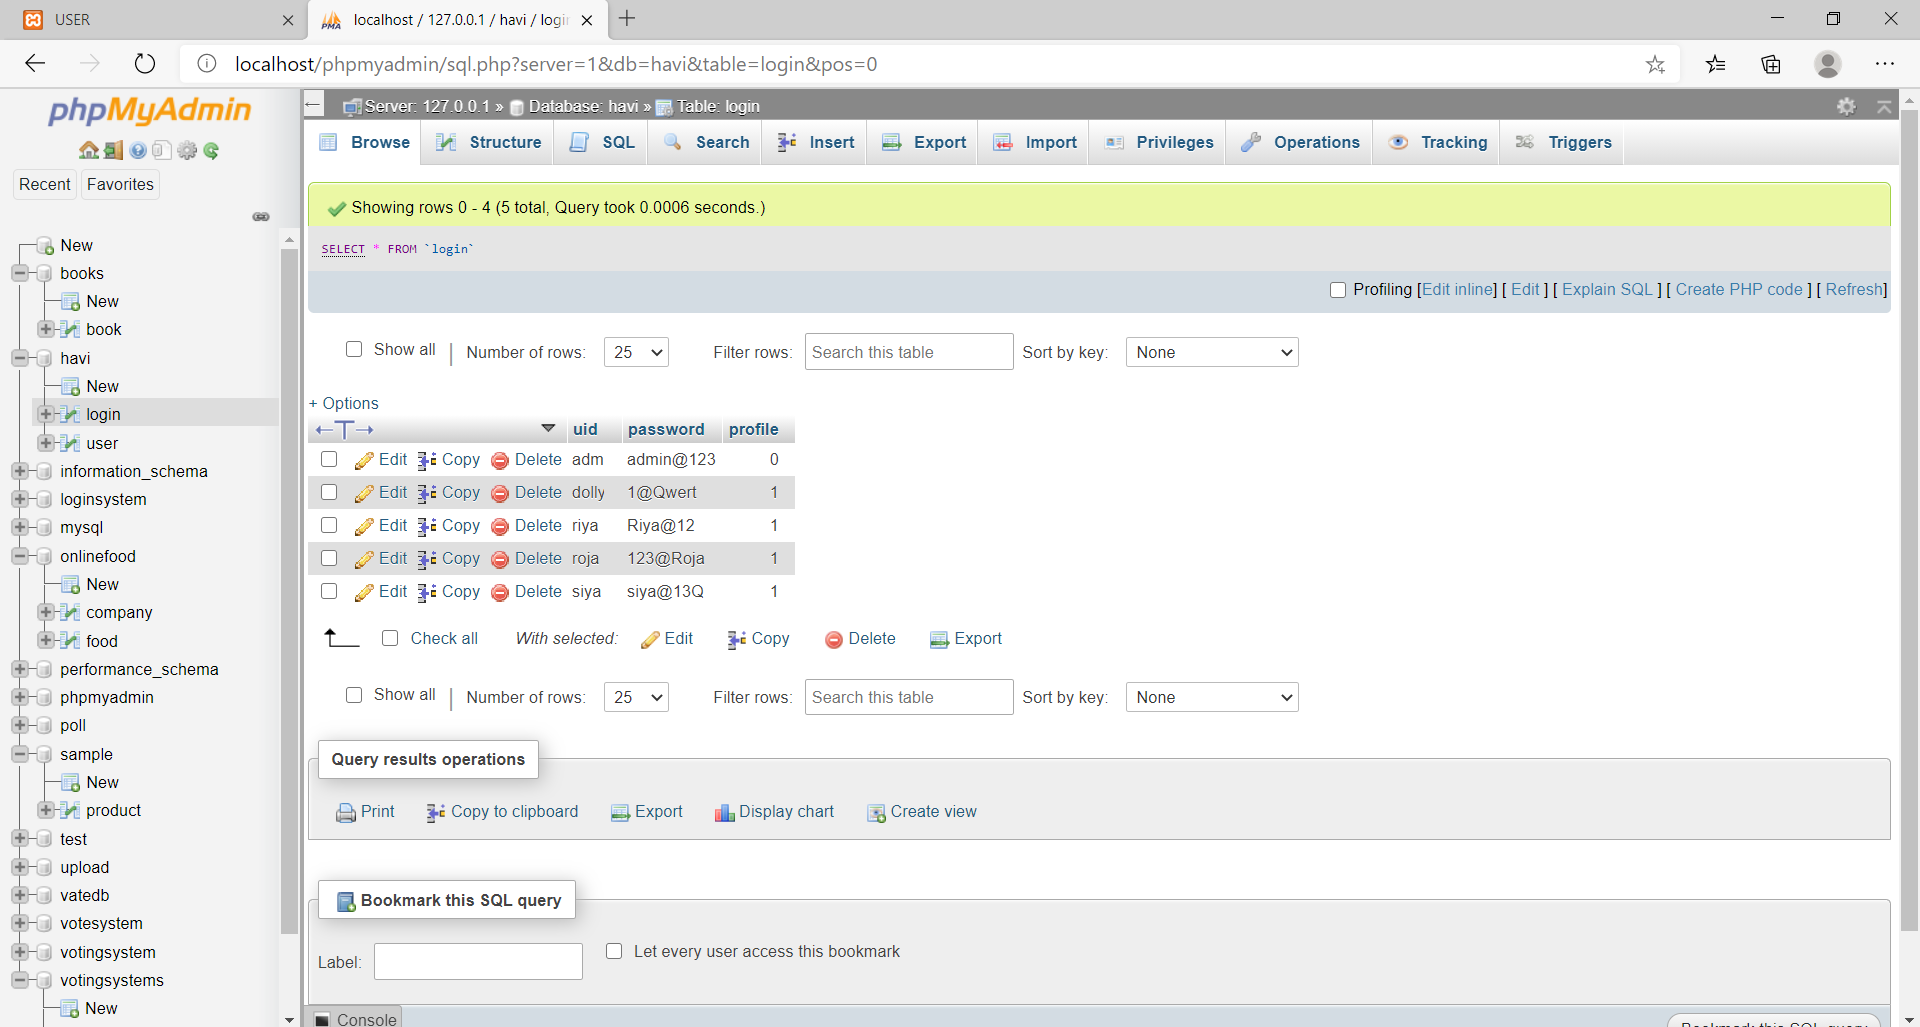 USER
localhost / 127.0.0.1 / havi / login
localhost/phpmyadmin/sql.php?server=1&db=havi&table=login&pos=0
phpMyAdmin
Recent Favorites
New
books
New
book
havi
New
login
user
information_schema
loginsystem
mysql
onlinefood
New
company
food
performance_schema
phpmyadmin
poll
sample
New
product
test
upload
vatedb
votesystem
votingsystem
votingsystems
New
Server: 127.0.0.1 » Database: havi » Table: login
Browse Structure SQL Search Insert Export Import Privileges Operations Tracking Triggers
Showing rows 0 - 4 (5 total, Query took 0.0006 seconds.)
SELECT * FROM `login`
Profiling [Edit inline] [ Edit ] [ Explain SQL ] [ Create PHP code ] [ Refresh]
Show all | Number of rows: 25 Filter rows: Search this table Sort by key: None
+ Options
←T→ uid password profile
Edit Copy Delete adm admin@123 0
Edit Copy Delete dolly 1@Qwert 1
Edit Copy Delete riya Riya@12 1
Edit Copy Delete roja 123@Roja 1
Edit Copy Delete siya siya@13Q 1
Check all With selected: Edit Copy Delete Export
Show all | Number of rows: 25 Filter rows: Search this table Sort by key: None
Query results operations
Print Copy to clipboard Export Display chart Create view
Bookmark this SQL query
Label: Let every user access this bookmark
Console
Bookmark this SQL query